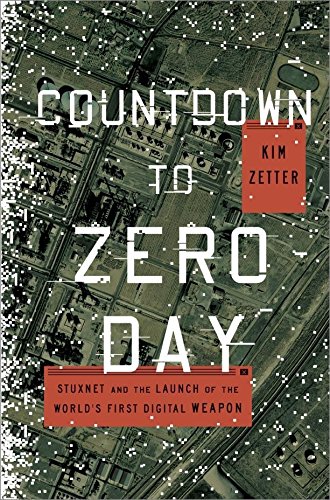 COUNTDOWN
TO
KIM
ZETTER
ZERO
DAY
STUXNET AND THE LAUNCH OF THE
WORLD'S FIRST DIGITAL WEAPON